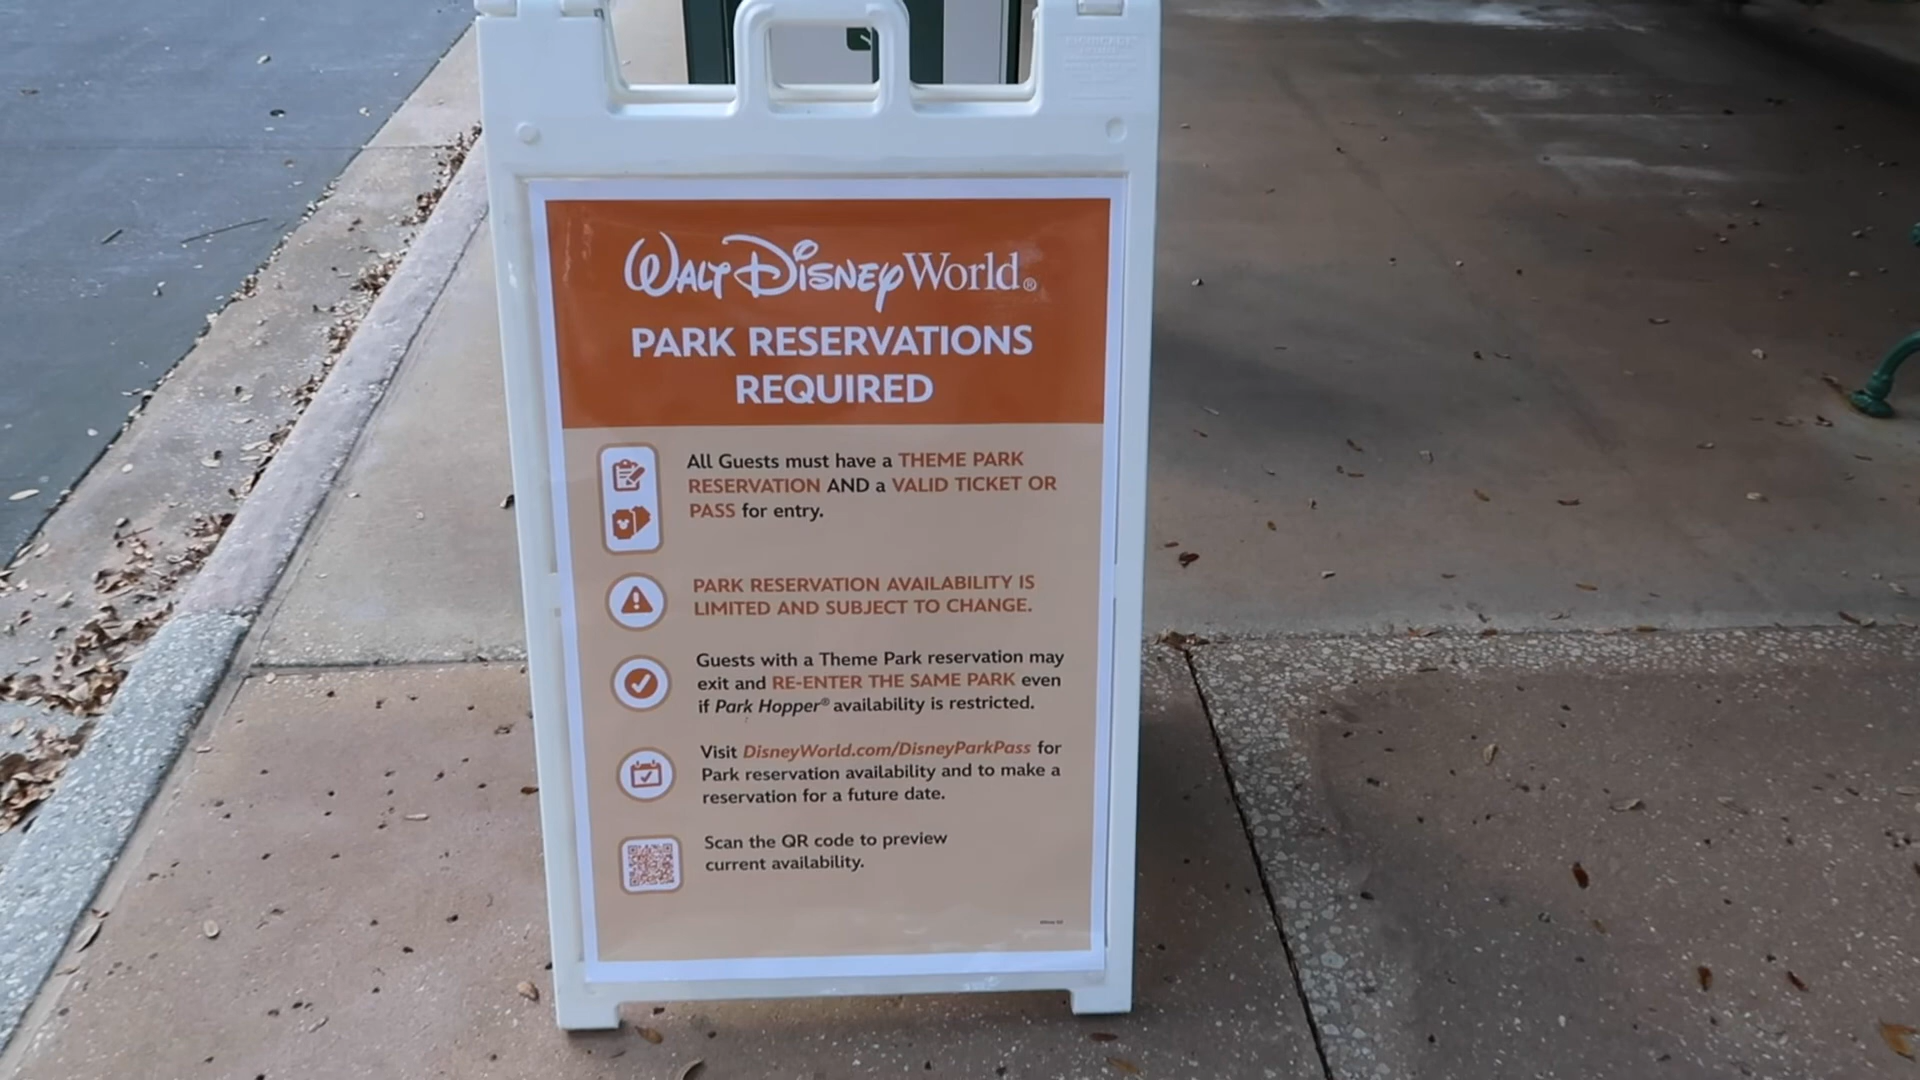 WALT DISNEY World®
PARK RESERVATIONS
REQUIRED
All Guests must have a THEME PARK
RESERVATION AND a VALID TICKET OR
PASS for entry.
PARK RESERVATION AVAILABILITY IS
LIMITED AND SUBJECT TO CHANGE.
Guests with a Theme Park reservation may
exit and RE-ENTER THE SAME PARK even
if Park Hopper® availability is restricted.
Visit DisneyWorld.com/DisneyParkPass for
Park reservation availability and to make a
reservation for a future date.
Scan the QR code to preview
current availability.